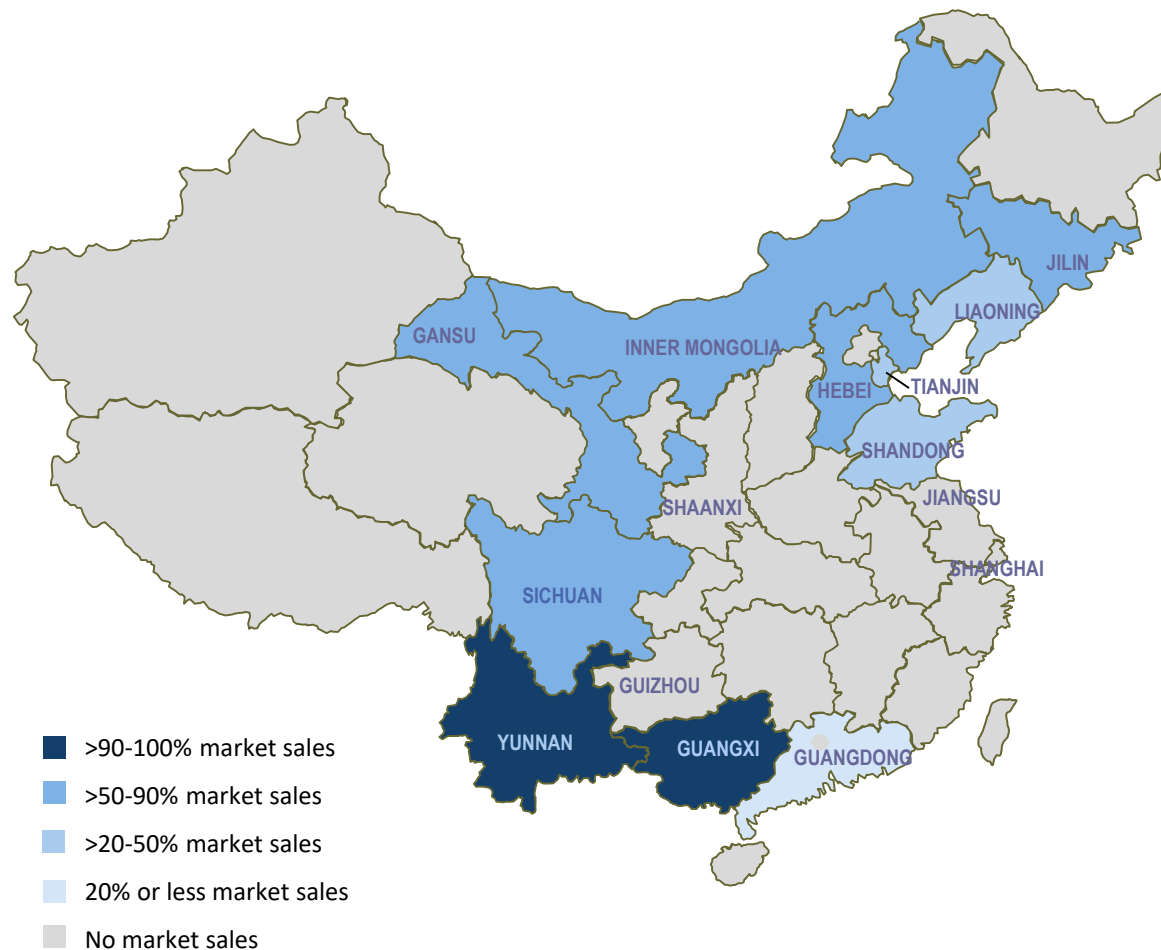 JILIN
LIAONING
GANSU
INNER MONGOLIA
HEBEI
TIANJIN
SHANDONG
JIANGSU
SHAANXI
SHANGHAI
SICHUAN
GUIZHOU
YUNNAN
GUANGXI
GUANGDONG
>90-100% market sales
>50-90% market sales
>20-50% market sales
20% or less market sales
No market sales